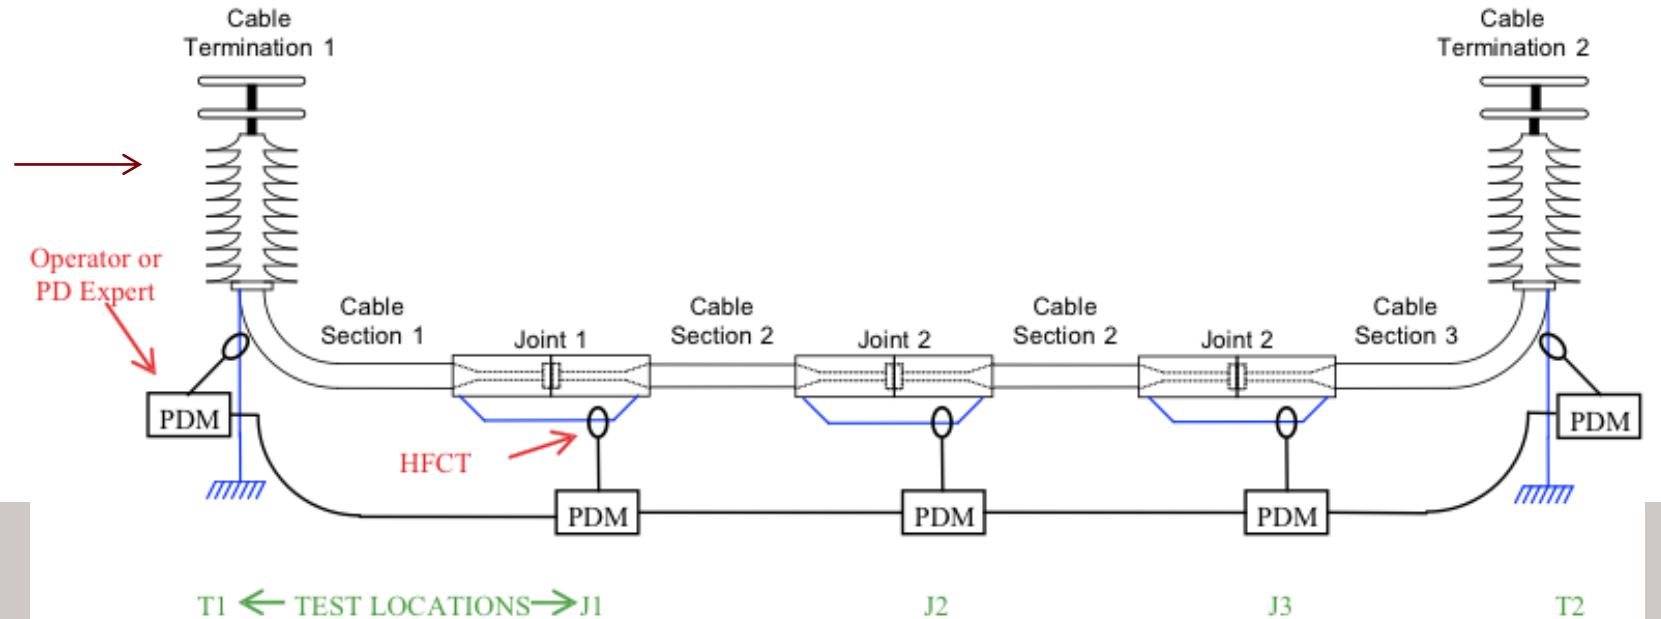 Cable
Termination 1
Cable
Termination 2
Operator or
PD Expert
Cable
Section 1
Joint 1
Cable
Section 2
Joint 2
Cable
Section 2
Joint 2
Cable
Section 3
PDM
PDM
HFCT
PDM
PDM
PDM
T1
TEST LOCATIONS
J1
J2
J3
T2